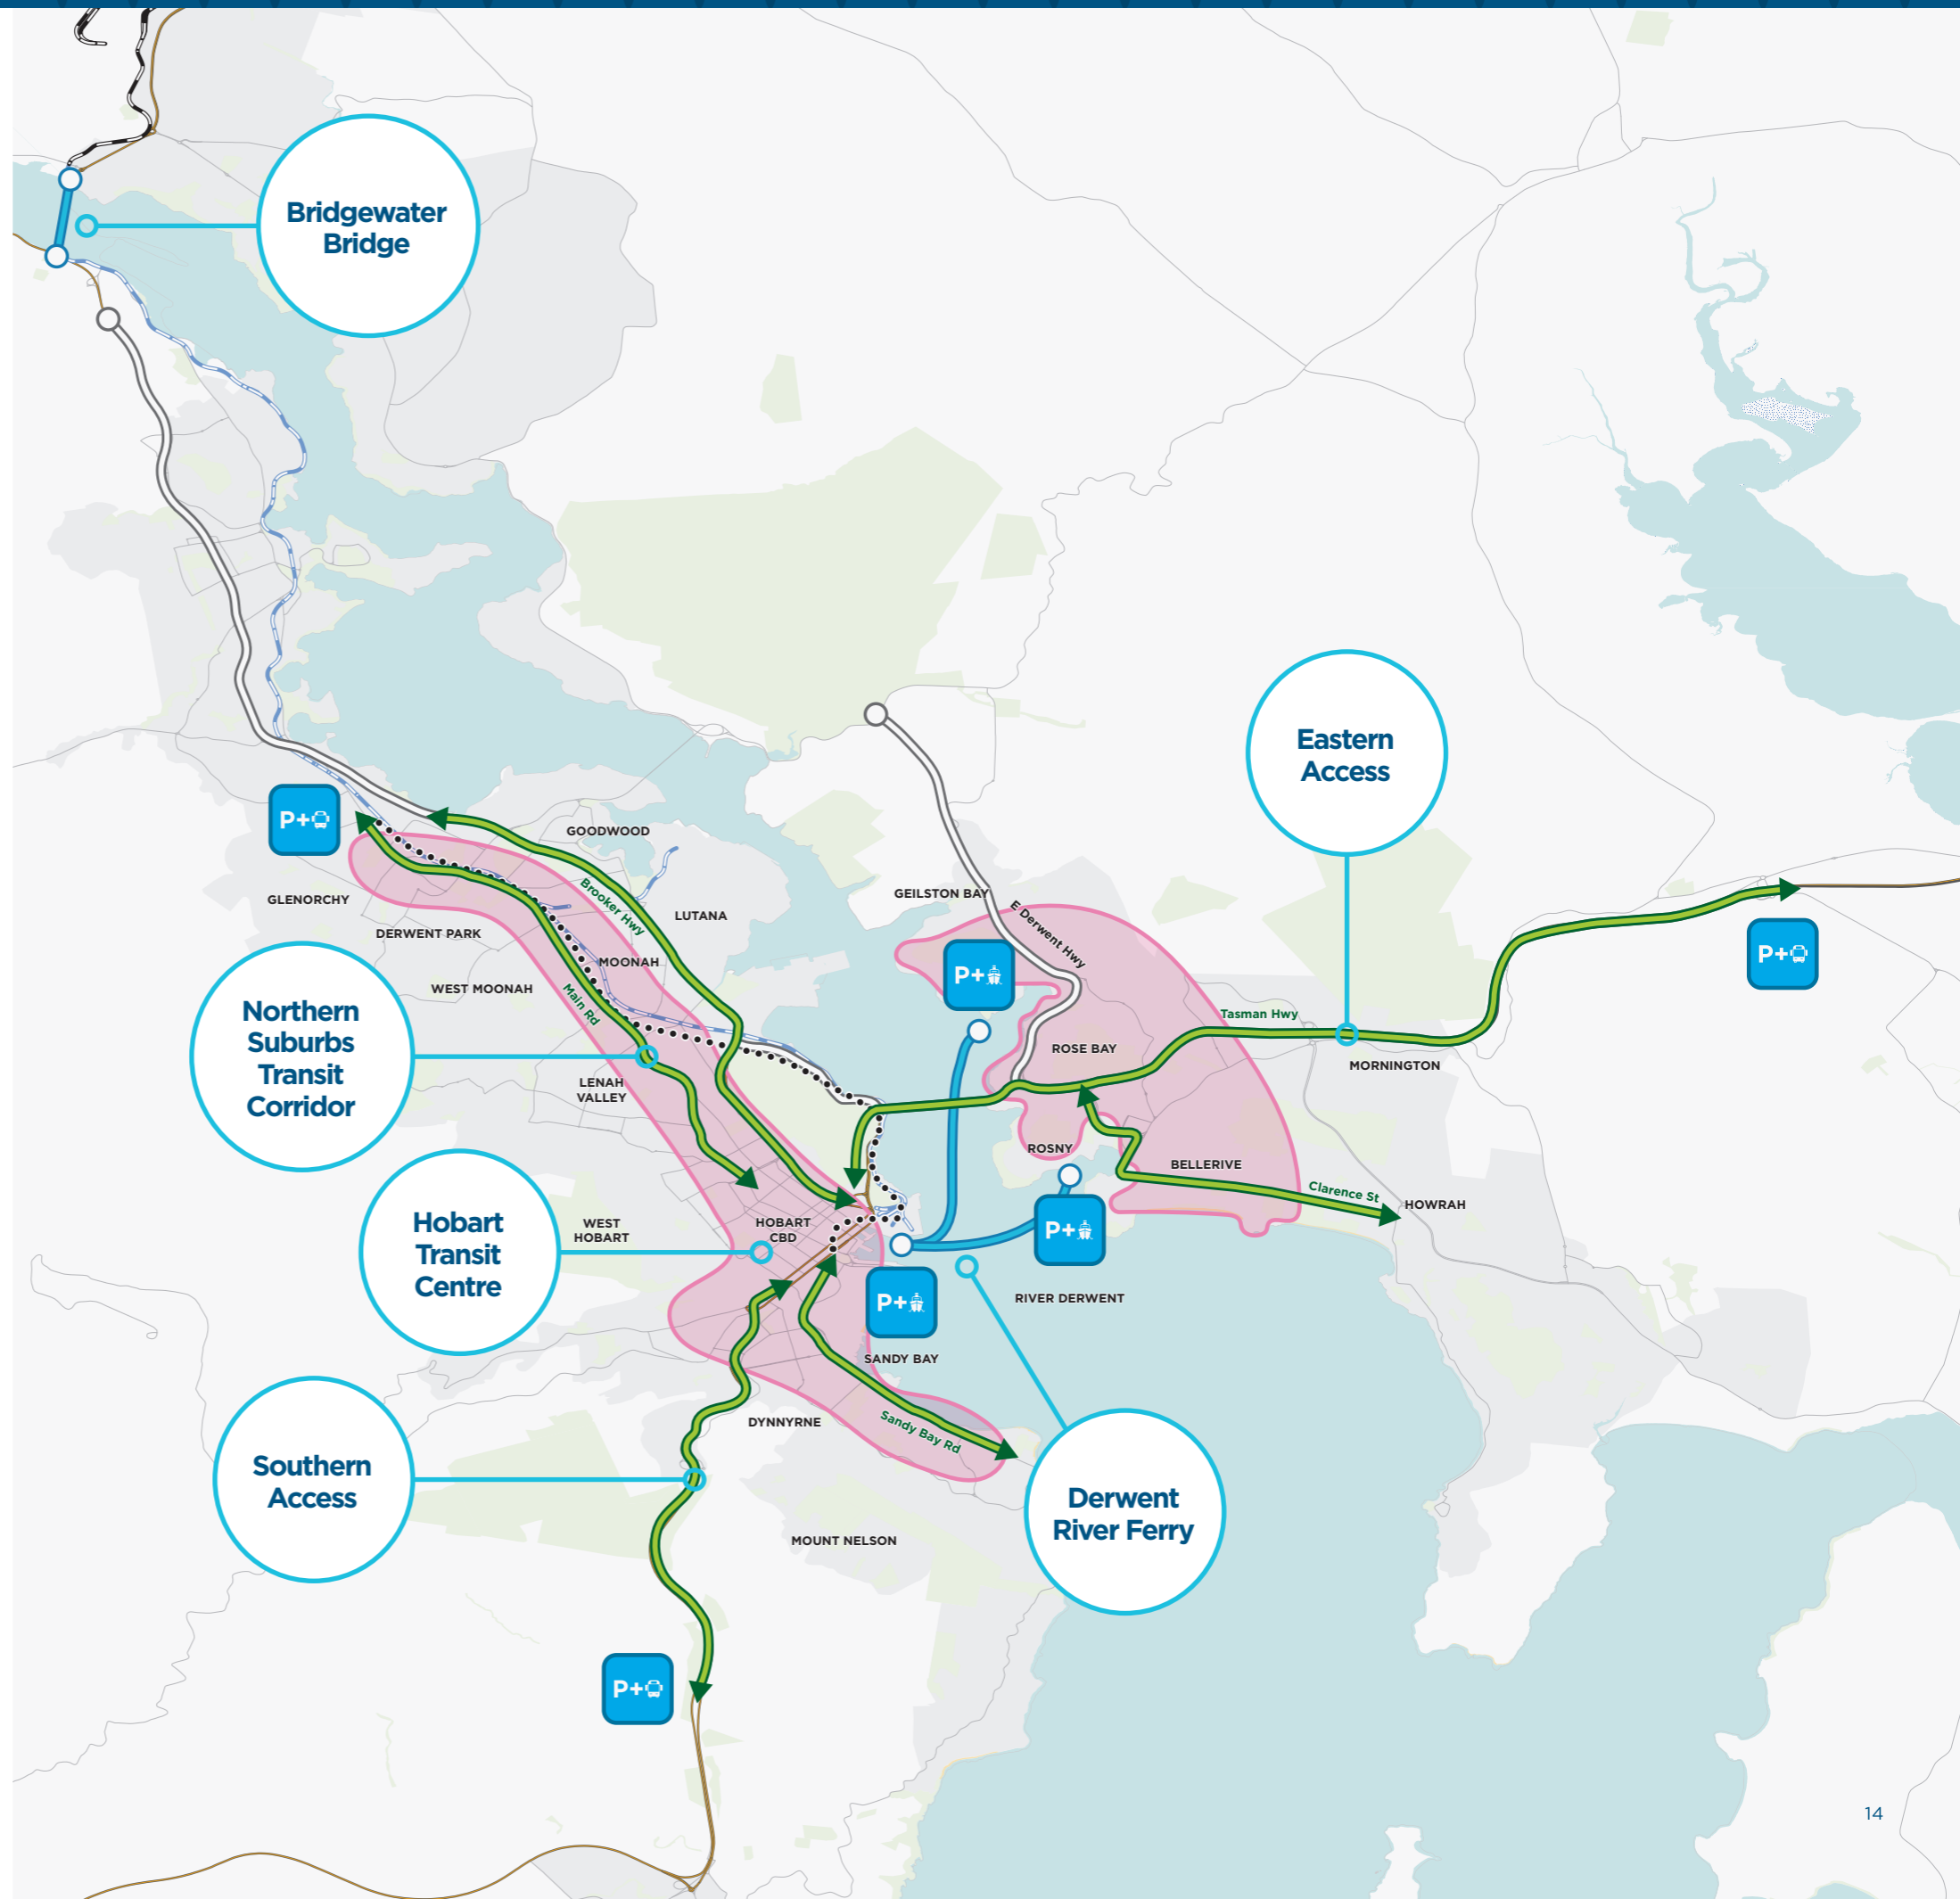 Bridgewater
Bridge
Eastern
Access
P+
GOODWOOD
GLENORCHY
Brooker Hwy
LUTANA
GEILSTON BAY
E Derwent Hwy
DERWENT PARK
P+
P+
MOONAH
WEST MOONAH
Main Rd
Northern
Suburbs
Transit
Corridor
Tasman Hwy
ROSE BAY
MORNINGTON
LENAH
VALLEY
ROSNY
BELLERIVE
Clarence St
HOWRAH
Hobart
Transit
Centre
WEST
HOBART
HOBART
CBD
P+
P+
RIVER DERWENT
SANDY BAY
DYNNYRNE
Sandy Bay Rd
Southern
Access
Derwent
River Ferry
MOUNT NELSON
P+
14